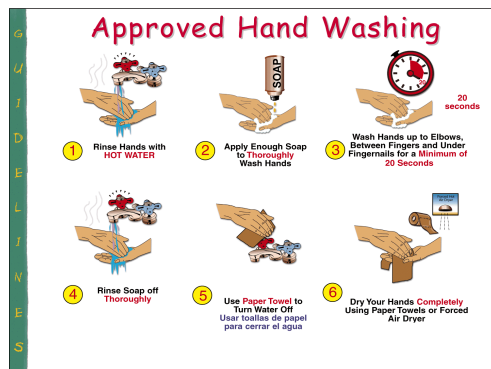 Approved Hand Washing
GUIDELINES
SOAP
20
20
seconds
1
Rinse Hands with
HOT WATER
2
Apply Enough Soap
to Thoroughly
Wash Hands
3
Wash Hands up to Elbows,
Between Fingers and Under
Fingernails for a Minimum of
20 Seconds
4
Rinse Soap off
Thoroughly
5
Use Paper Towel to
Turn Water Off
Usar toallas de papel
para cerrar el agua
6
Dry Your Hands Completely
Using Paper Towels or Forced
Air Dryer